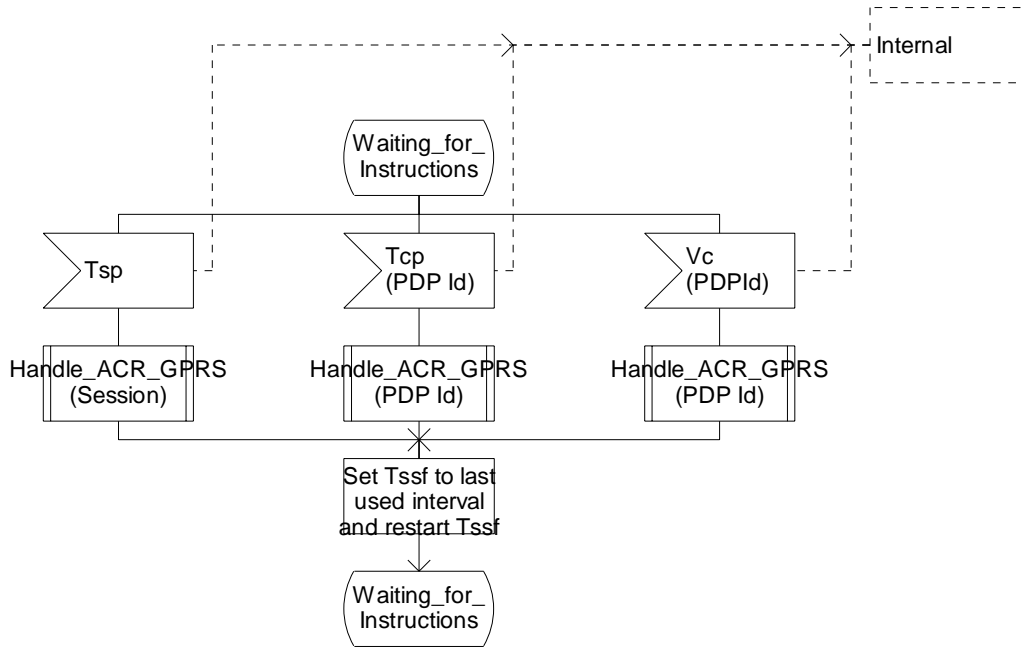 Internal
Waiting_for_
Instructions
Tsp
Tcp
(PDP Id)
Vc
(PDPId)
Handle_ACR_GPRS
(Session)
Handle_ACR_GPRS
(PDP Id)
Handle_ACR_GPRS
(PDP Id)
Set Tssf to last
used interval
and restart Tssf
Waiting_for_
Instructions